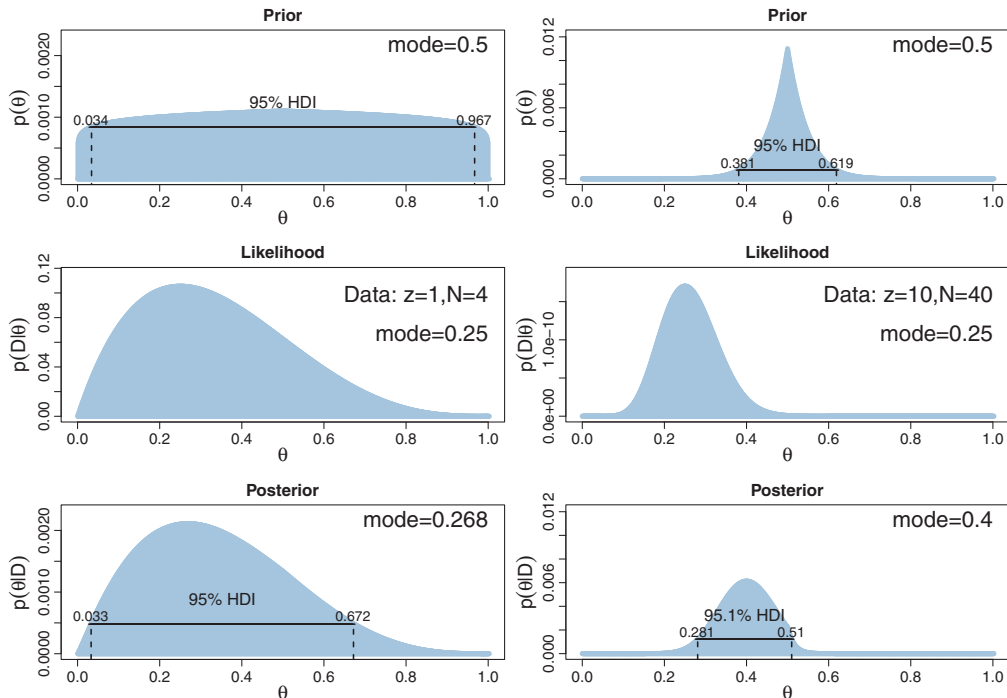 Prior
mode=0.5
p(θ)
0.0000 0.0010 0.0020
95% HDI
0.034 0.967
0.0 0.2 0.4 0.6 0.8 1.0
θ
Prior
mode=0.5
p(θ)
0.000 0.006 0.012
95% HDI
0.381 0.619
0.0 0.2 0.4 0.6 0.8 1.0
θ
Likelihood
Data: z=1,N=4
mode=0.25
p(D|θ)
0.00 0.04 0.08 0.12
0.0 0.2 0.4 0.6 0.8 1.0
θ
Likelihood
Data: z=10,N=40
mode=0.25
p(D|θ)
0.0e+00 1.0e−10
0.0 0.2 0.4 0.6 0.8 1.0
θ
Posterior
mode=0.268
p(θ|D)
0.0000 0.0010 0.0020
95% HDI
0.033 0.672
0.0 0.2 0.4 0.6 0.8 1.0
θ
Posterior
mode=0.4
p(θ|D)
0.000 0.006 0.012
95.1% HDI
0.281 0.51
0.0 0.2 0.4 0.6 0.8 1.0
θ